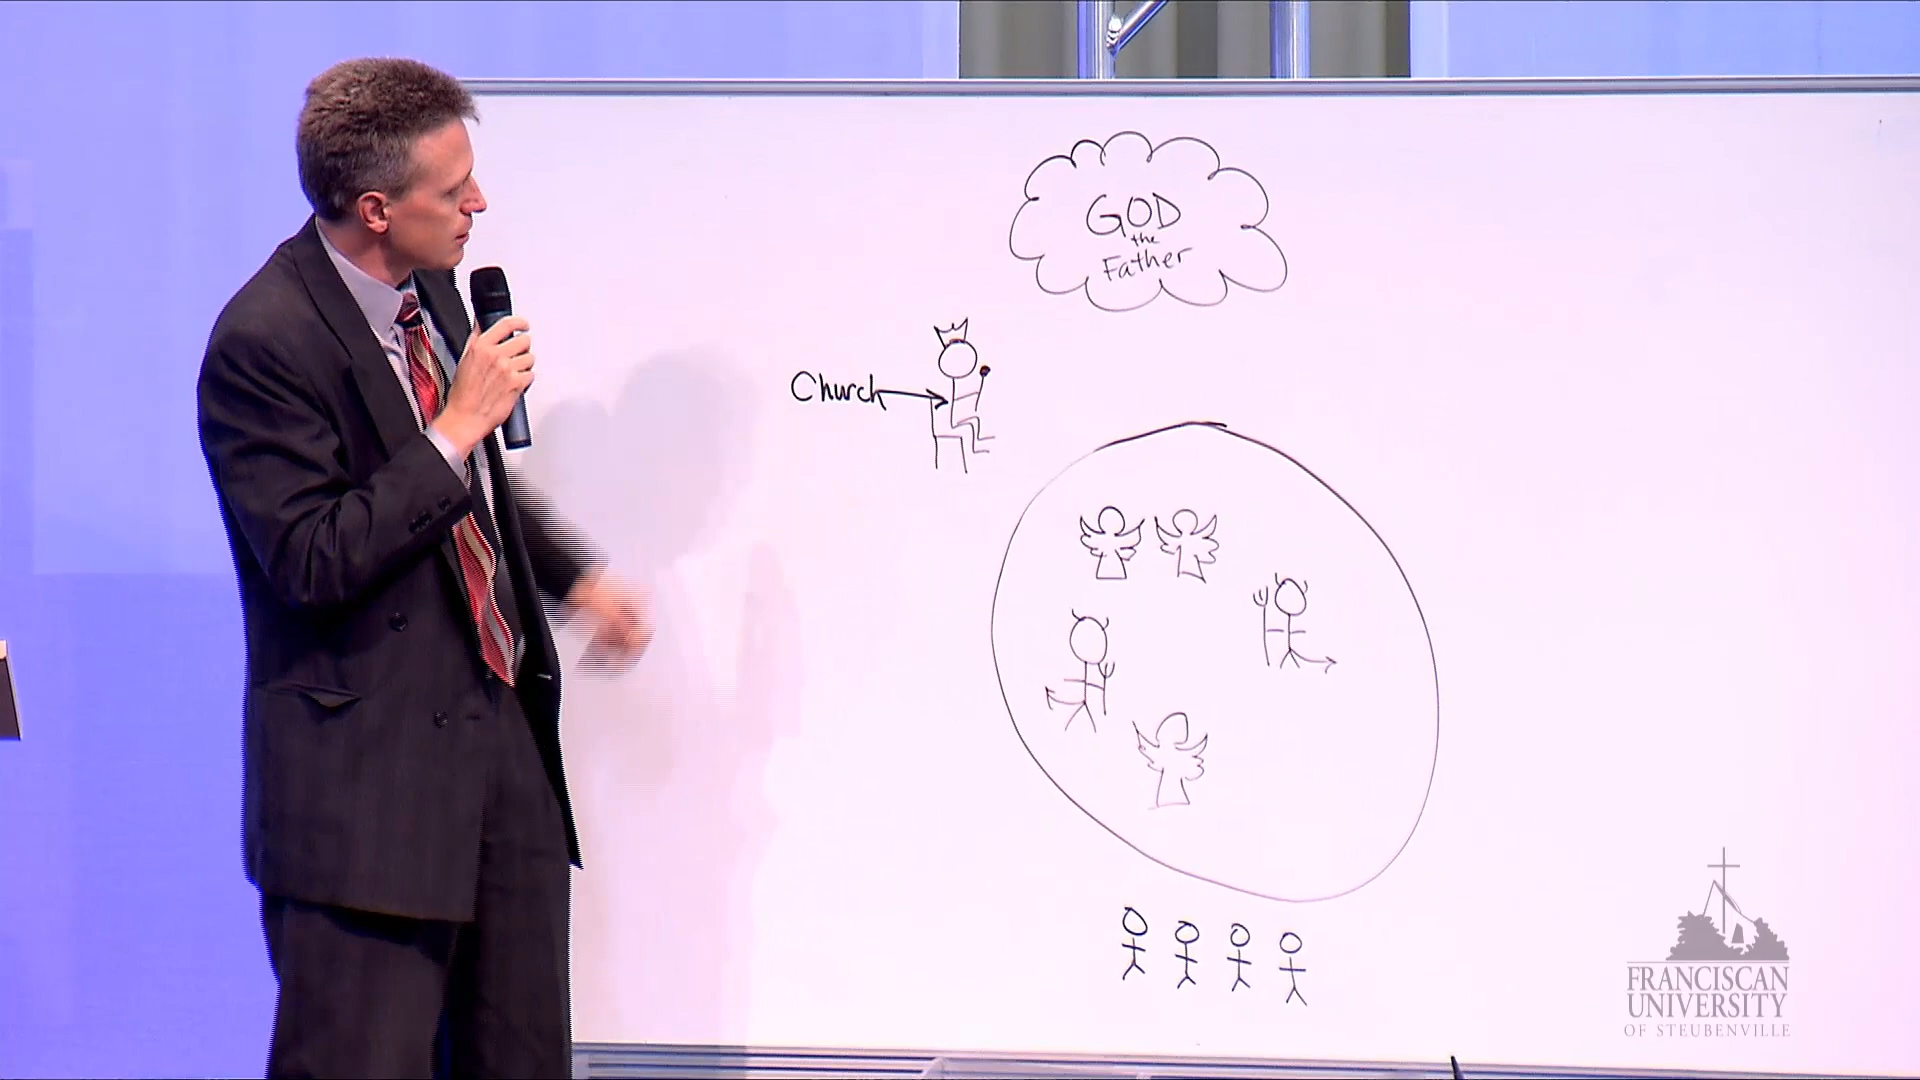 GOD
the
Father
Church
FRANCISCAN
UNIVERSITY
OF STEUBENVILLE